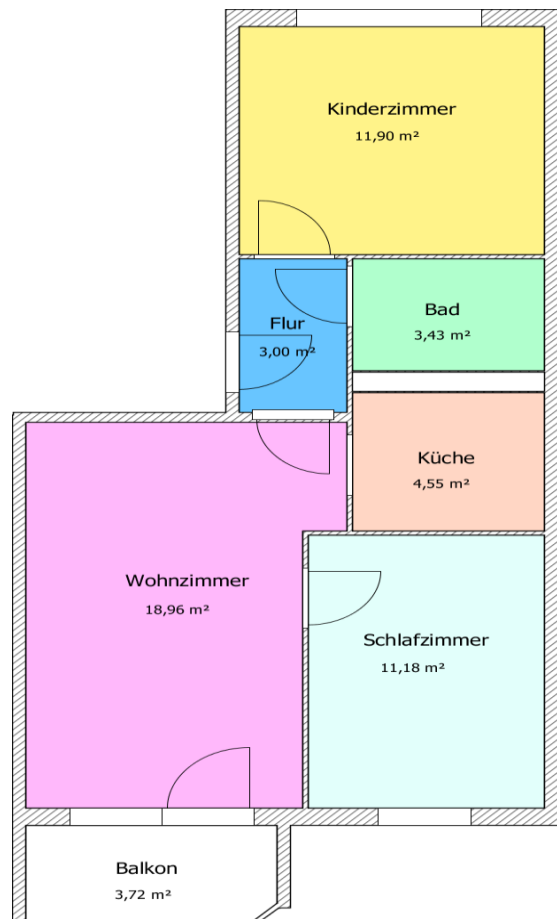 Kinderzimmer
11,90 m²
Bad
3,43 m²
Flur
3,00 m²
Küche
4,55 m²
Wohnzimmer
18,96 m²
Schlafzimmer
11,18 m²
Balkon
3,72 m²